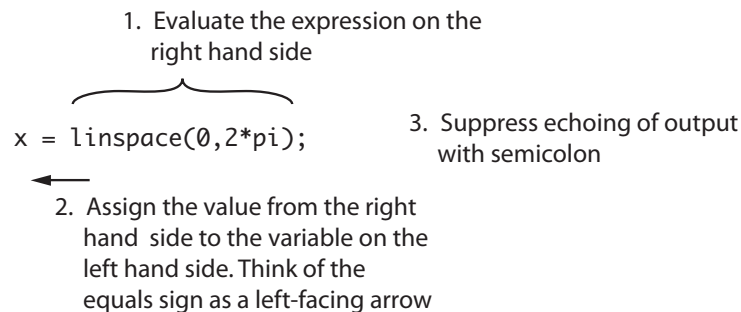 1. Evaluate the expression on the
right hand side
x = linspace(0,2*pi);
3. Suppress echoing of output
with semicolon
2. Assign the value from the right
hand side to the variable on the
left hand side. Think of the
equals sign as a left-facing arrow